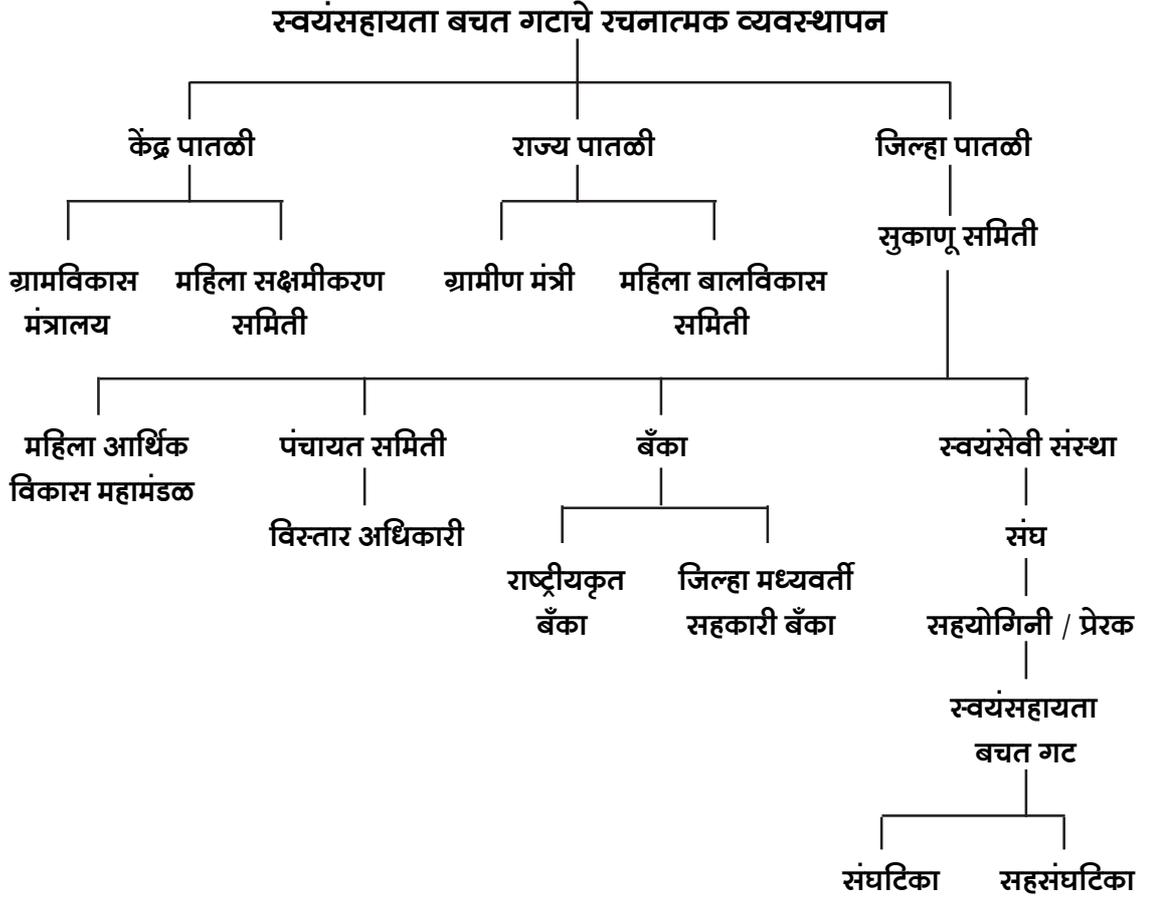 स्वयंसहायता बचत गटाचे रचनात्मक व्यवस्थापन
केंद्र पातळी
राज्य पातळी
जिल्हा पातळी
सुकाणू समिती
ग्रामविकास
मंत्रालय
महिला सक्षमीकरण
समिती
ग्रामीण मंत्री
महिला बालविकास
समिती
महिला आर्थिक
विकास महामंडळ
पंचायत समिती
विस्तार अधिकारी
बँका
राष्ट्रीयकृत
बँका
जिल्हा मध्यवर्ती
सहकारी बँका
स्वयंसेवी संस्था
संघ
सहयोगिनी / प्रेरक
स्वयंसहायता
बचत गट
संघटिका
सहसंघटिका